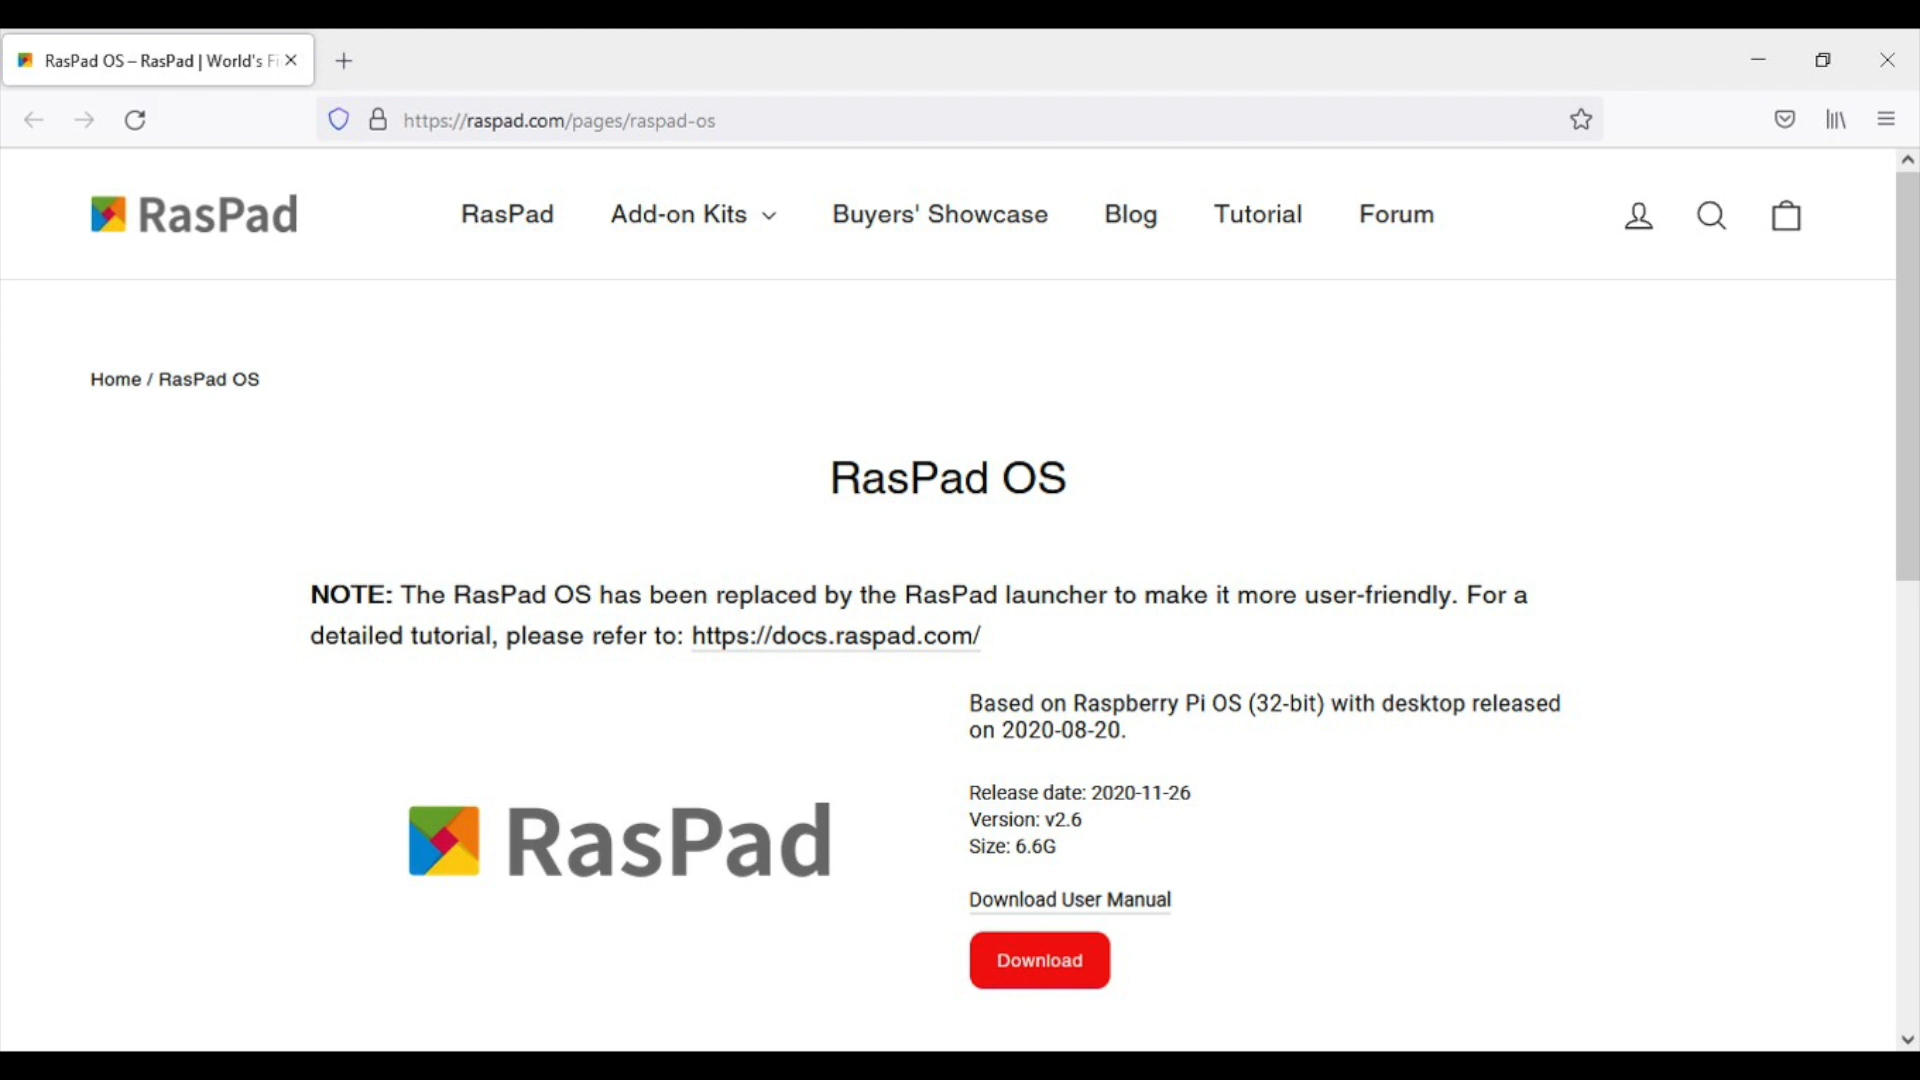 RasPad OS – RasPad | World's Fi
https://raspad.com/pages/raspad-os
RasPad
RasPad
Add-on Kits
Buyers' Showcase
Blog
Tutorial
Forum
Home / RasPad OS
RasPad OS
NOTE: The RasPad OS has been replaced by the RasPad launcher to make it more user-friendly. For a
detailed tutorial, please refer to: https://docs.raspad.com/
Based on Raspberry Pi OS (32-bit) with desktop released
on 2020-08-20.
Release date: 2020-11-26
Version: v2.6
Size: 6.6G
RasPad
Download User Manual
Download